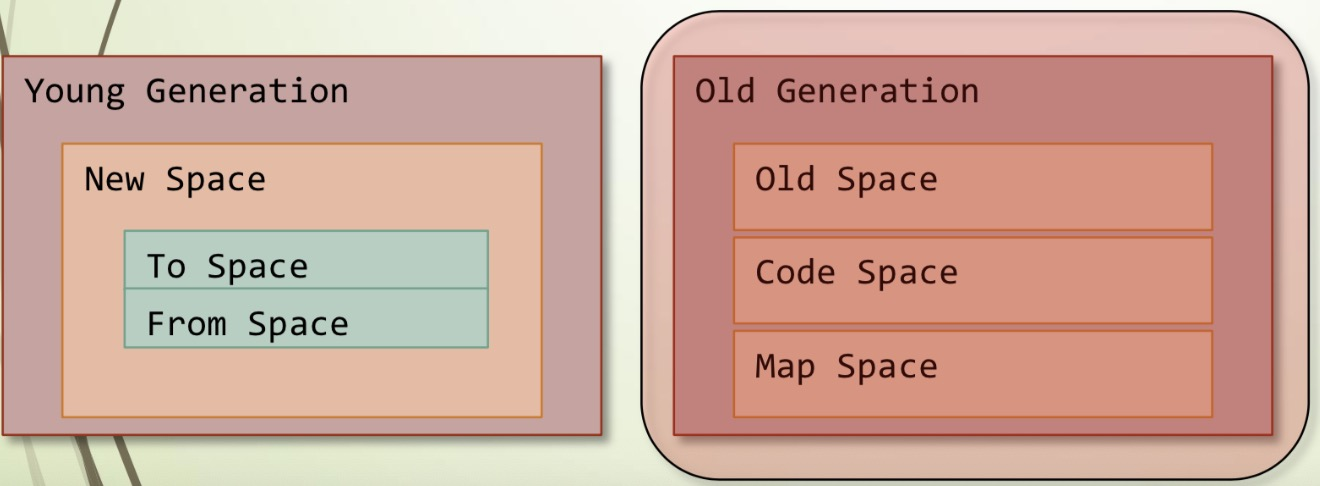 Young Generation
New Space
To Space
From Space
Old Generation
Old Space
Code Space
Map Space